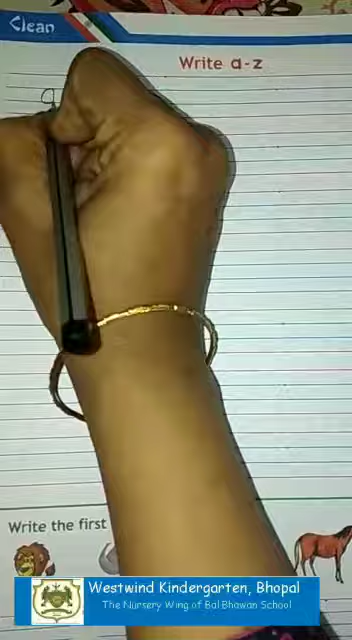 Clean
Write a-z
a
Write the first
Westwind Kindergarten, Bhopal
The Nursery Wing of Bal Bhawan School